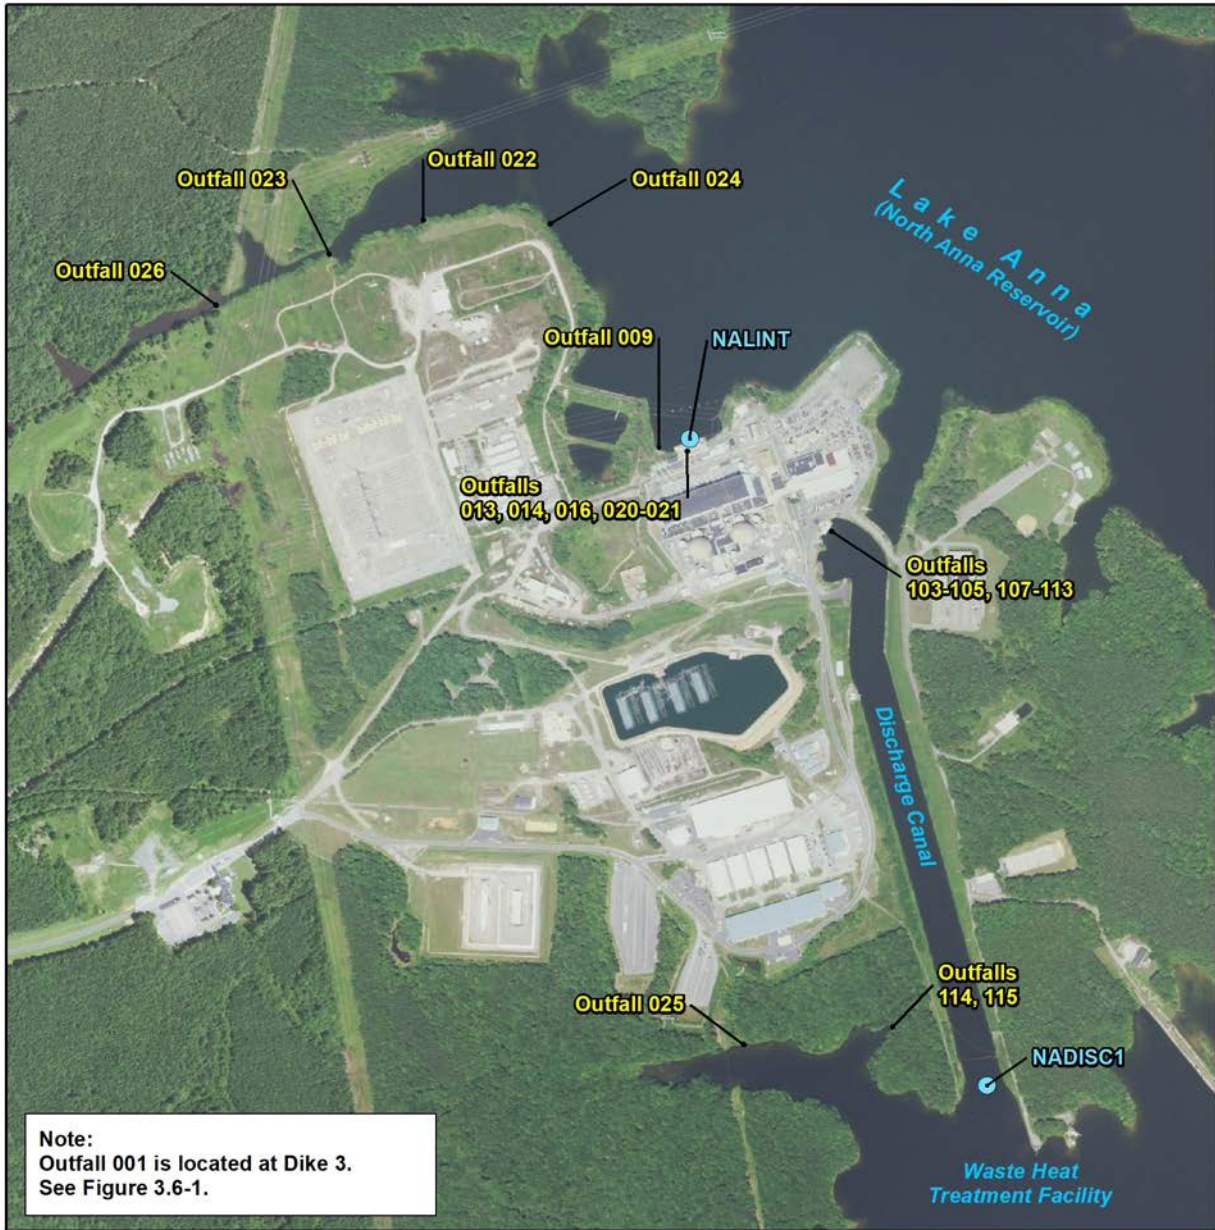 Outfall 022
Outfall 023
Outfall 024
Lake Anna
(North Anna Reservoir)
Outfall 026
Outfall 009
NALINT
Outfalls
013, 014, 016, 020-021
Outfalls
103-105, 107-113
Discharge Canal
Outfalls
114, 115
Outfall 025
NADISC1
Note:
Outfall 001 is located at Dike 3.
See Figure 3.6-1.
Waste Heat
Treatment Facility